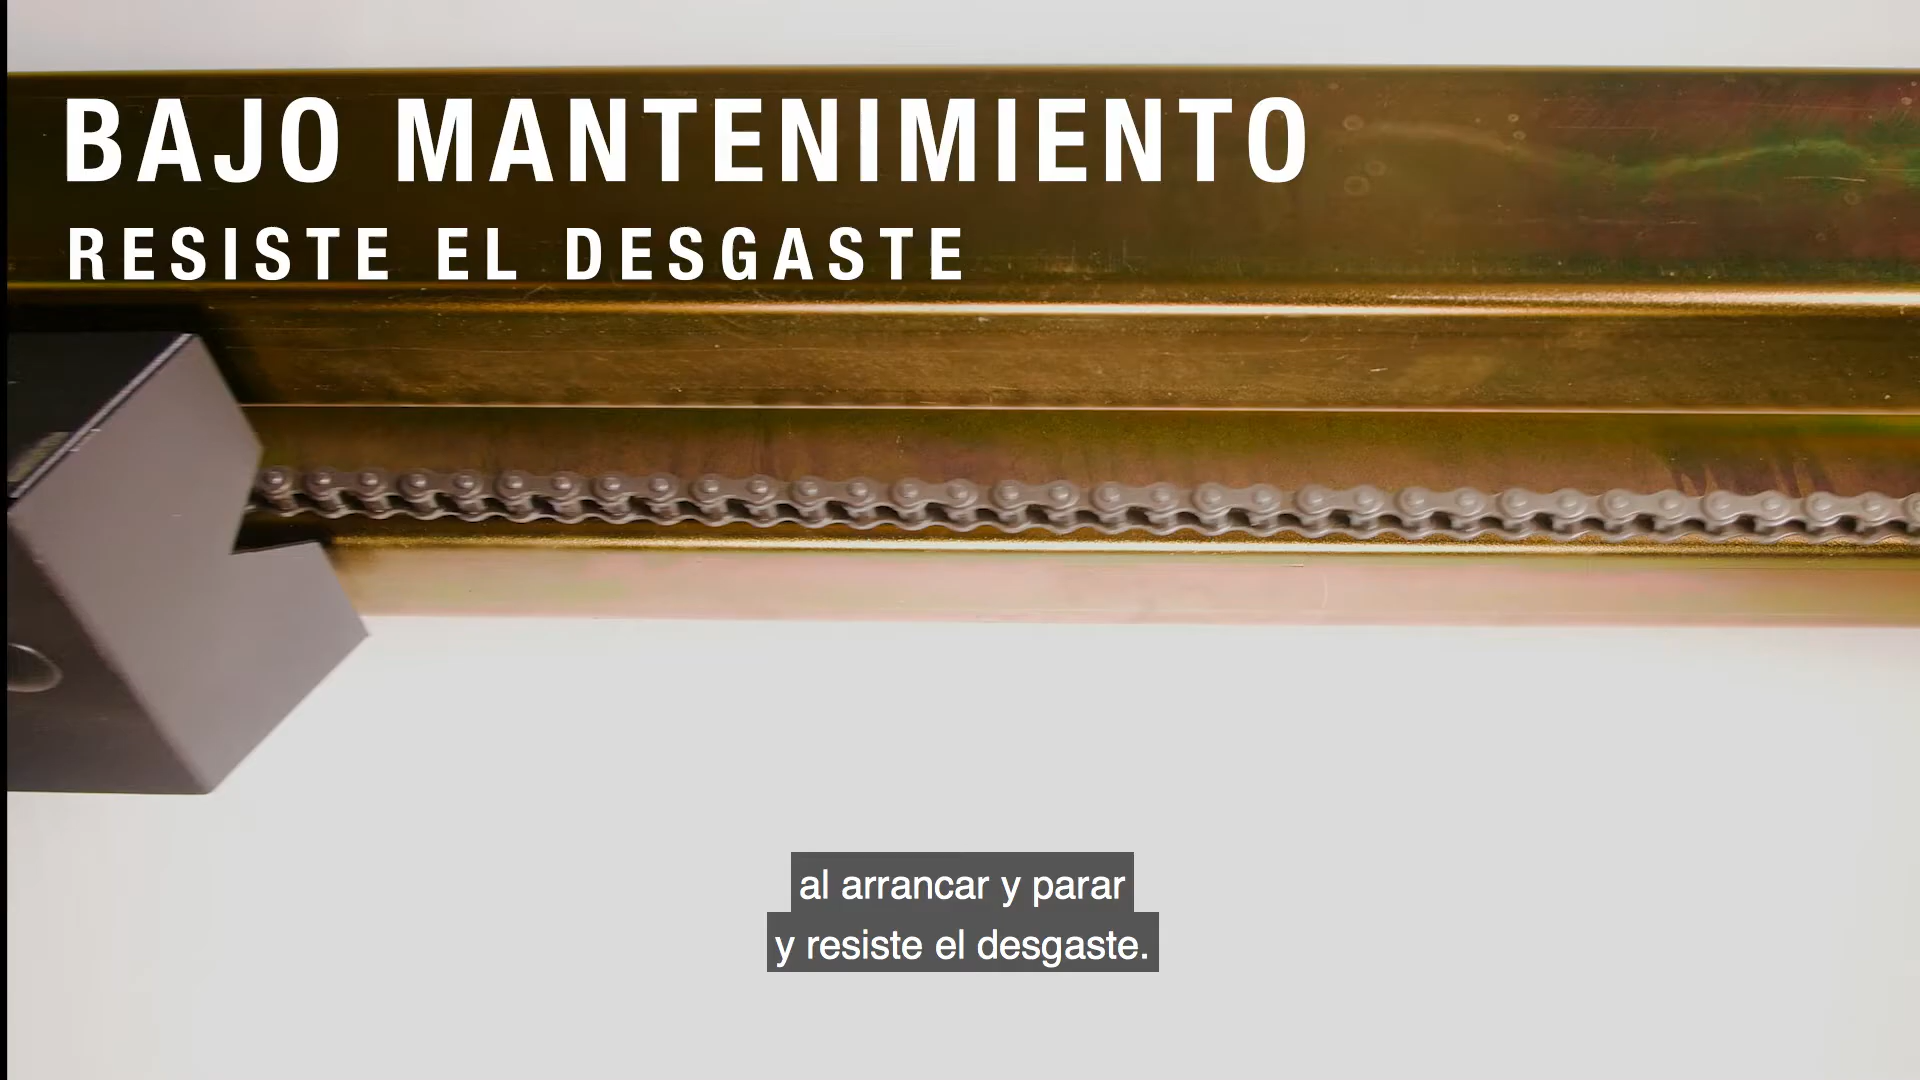 BAJO MANTENIMIENTO
RESISTE EL DESGASTE
al arrancar y parar
y resiste el desgaste.